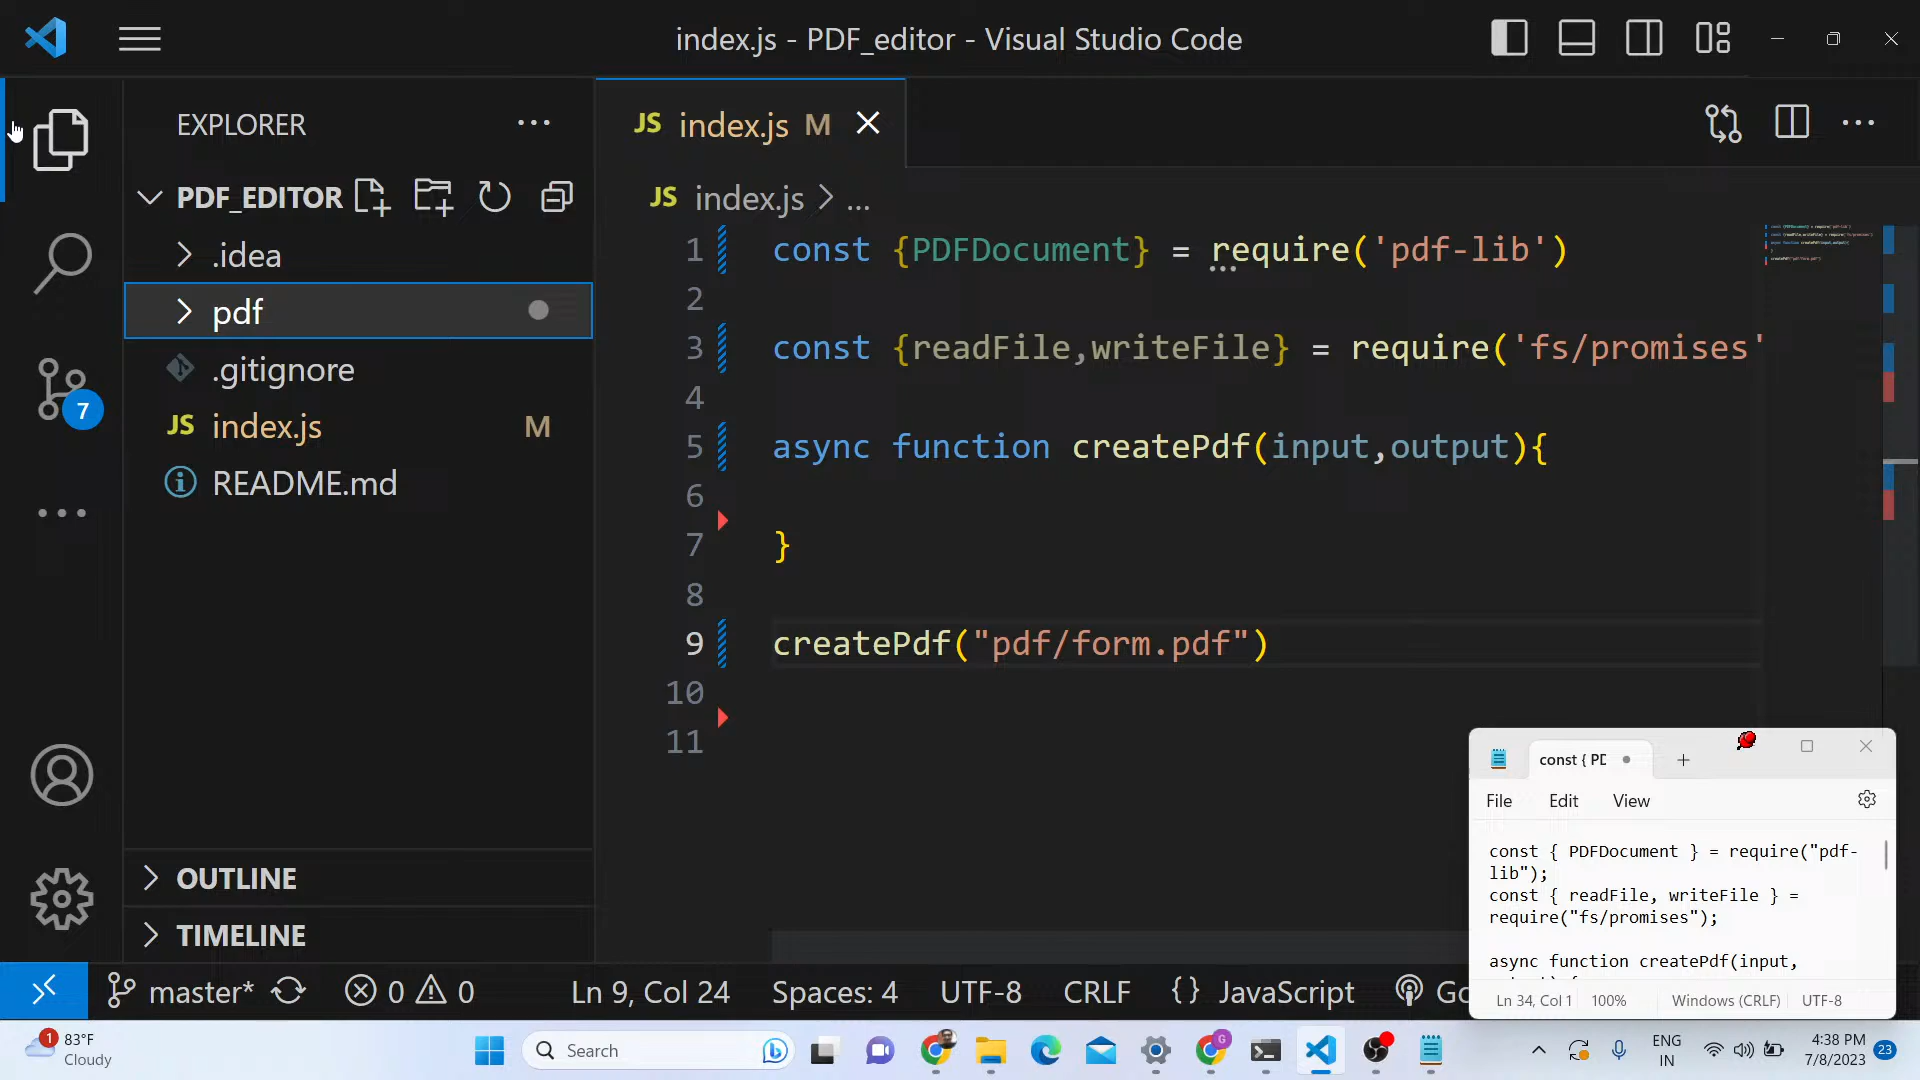 index.js - PDF_editor - Visual Studio Code
EXPLORER
PDF_EDITOR
.idea
pdf
.gitignore
JS index.js M
README.md
OUTLINE
TIMELINE
JS index.js M
JS index.js > ...
1 const {PDFDocument} = require('pdf-lib')
2
3 const {readFile,writeFile} = require('fs/promises'
4
5 async function createPdf(input,output){
6
7 }
8
9 createPdf("pdf/form.pdf")
10
11
7
const { PD
File Edit View
const { PDFDocument } = require("pdf-
lib");
const { readFile, writeFile } =
require("fs/promises");
async function createPdf(input,
Ln 34, Col 1 100% Windows (CRLF) UTF-8
master* 0 0 Ln 9, Col 24 Spaces: 4 UTF-8 CRLF {} JavaScript Go
1 83°F
Cloudy
Search
ENG
IN
4:38 PM
7/8/2023
23